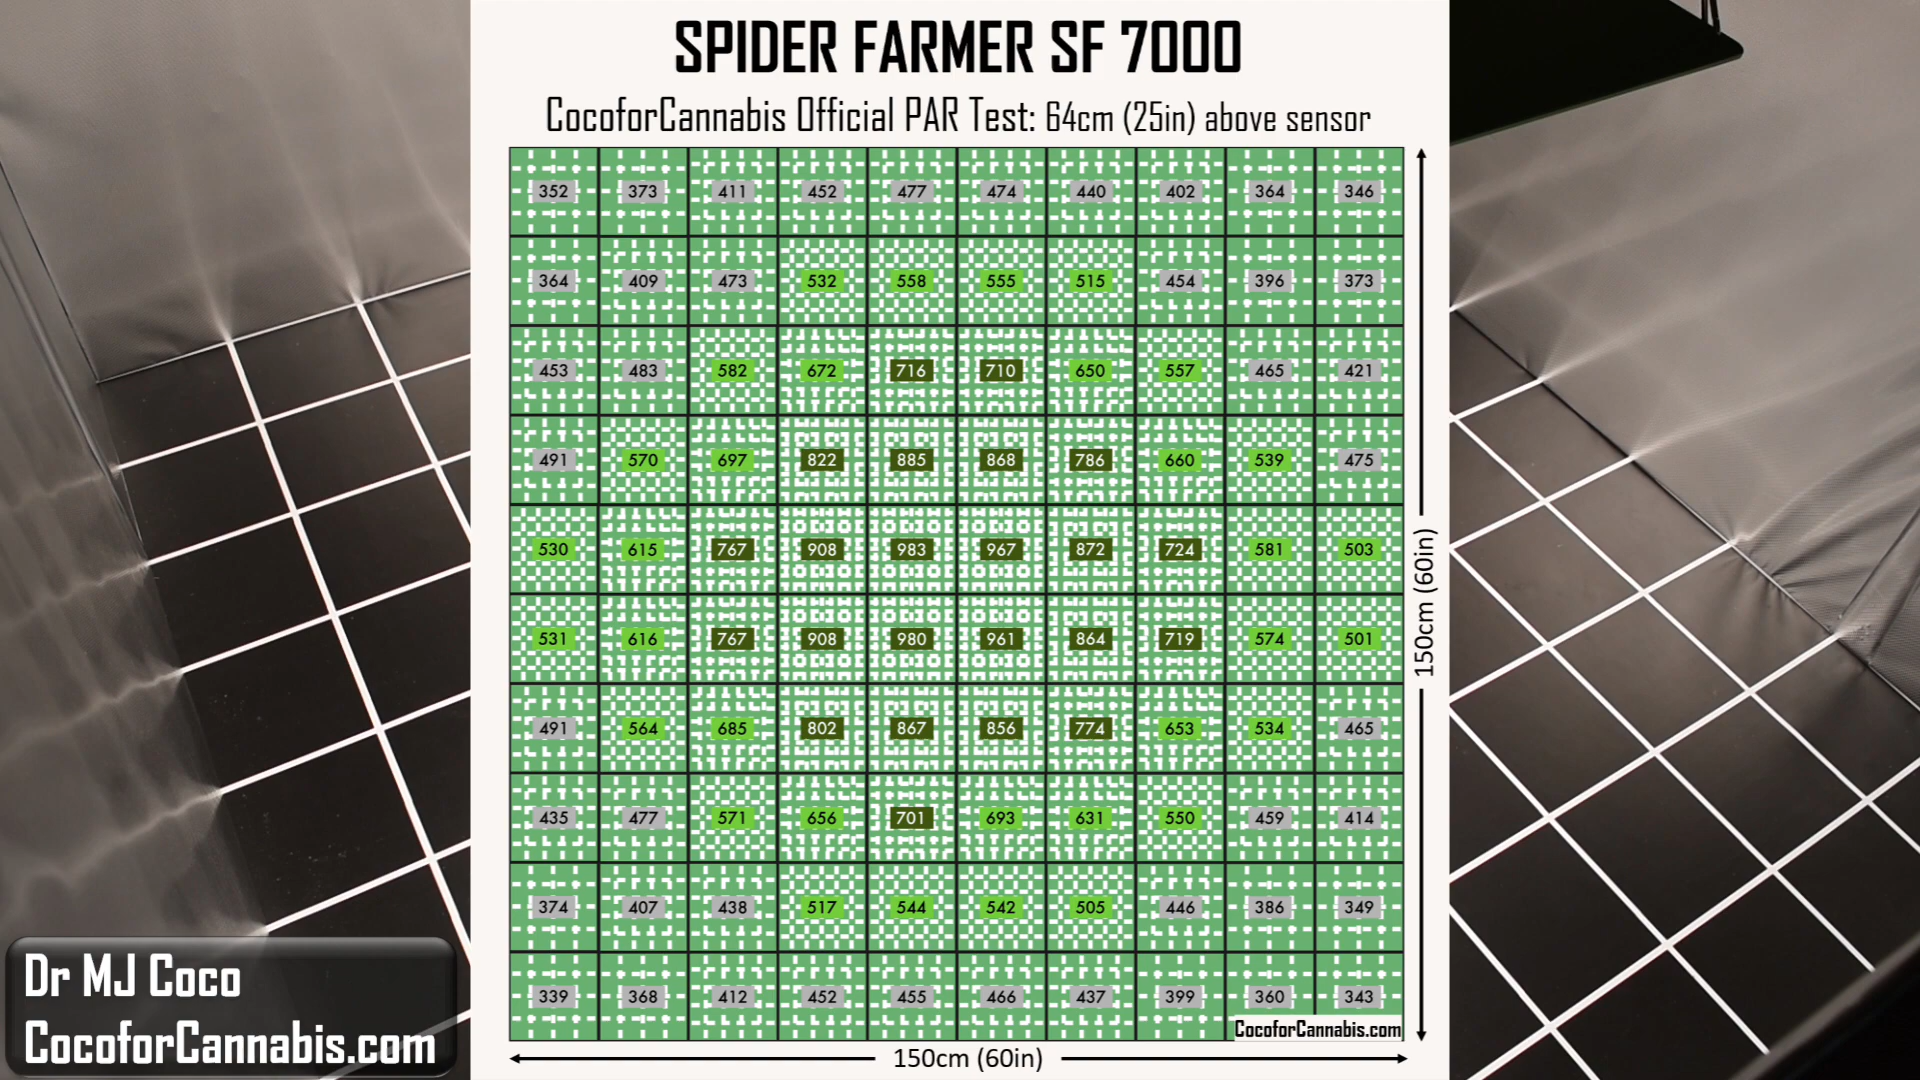 SPIDER FARMER SF 7000
CocoforCannabis Official PAR Test: 64cm (25in) above sensor
352 373 411 452 477 474 440 402 364 346
364 409 473 532 558 555 515 454 396 373
453 483 582 672 716 710 650 557 465 421
491 570 697 822 885 868 786 660 539 475
530 615 767 908 983 967 872 724 581 503
531 616 767 908 980 961 864 719 574 501
491 564 685 802 867 856 774 653 534 465
435 477 571 656 701 693 631 550 459 414
374 407 438 517 544 542 505 446 386 349
339 368 412 452 455 466 437 399 360 343
CocoforCannabis.com
150cm (60in)
150cm (60in)
Dr MJ Coco
CocoforCannabis.com